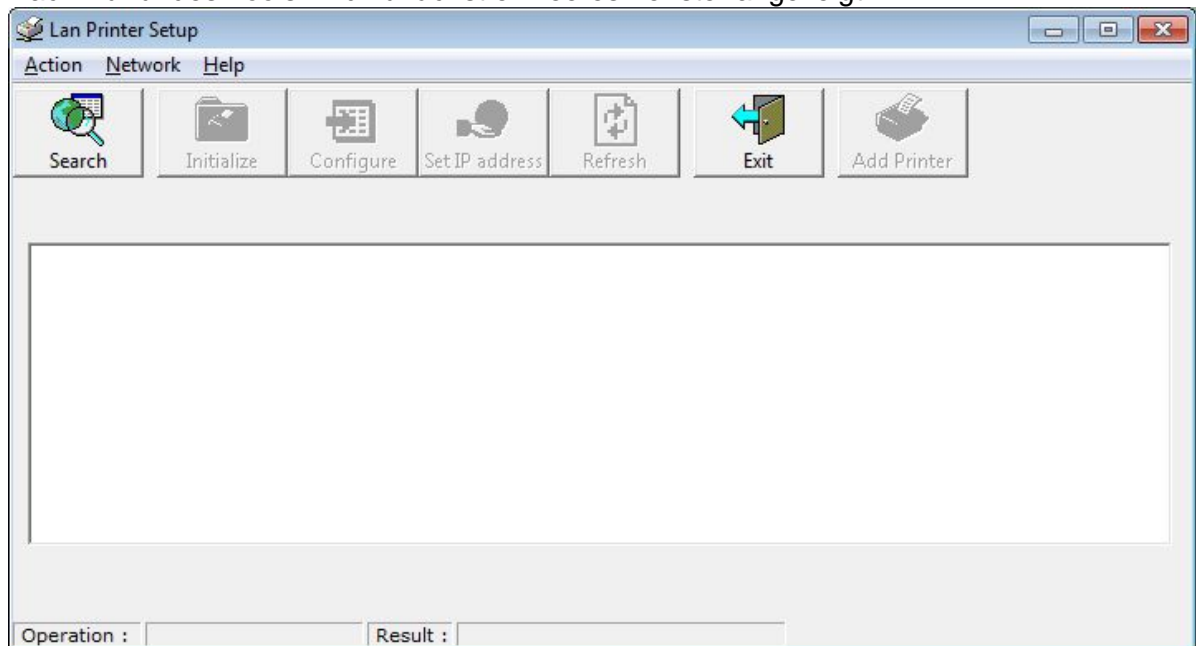 Lan Printer Setup
Action Network Help
Search Initialize Configure Set IP address Refresh Exit Add Printer
Operation : Result :